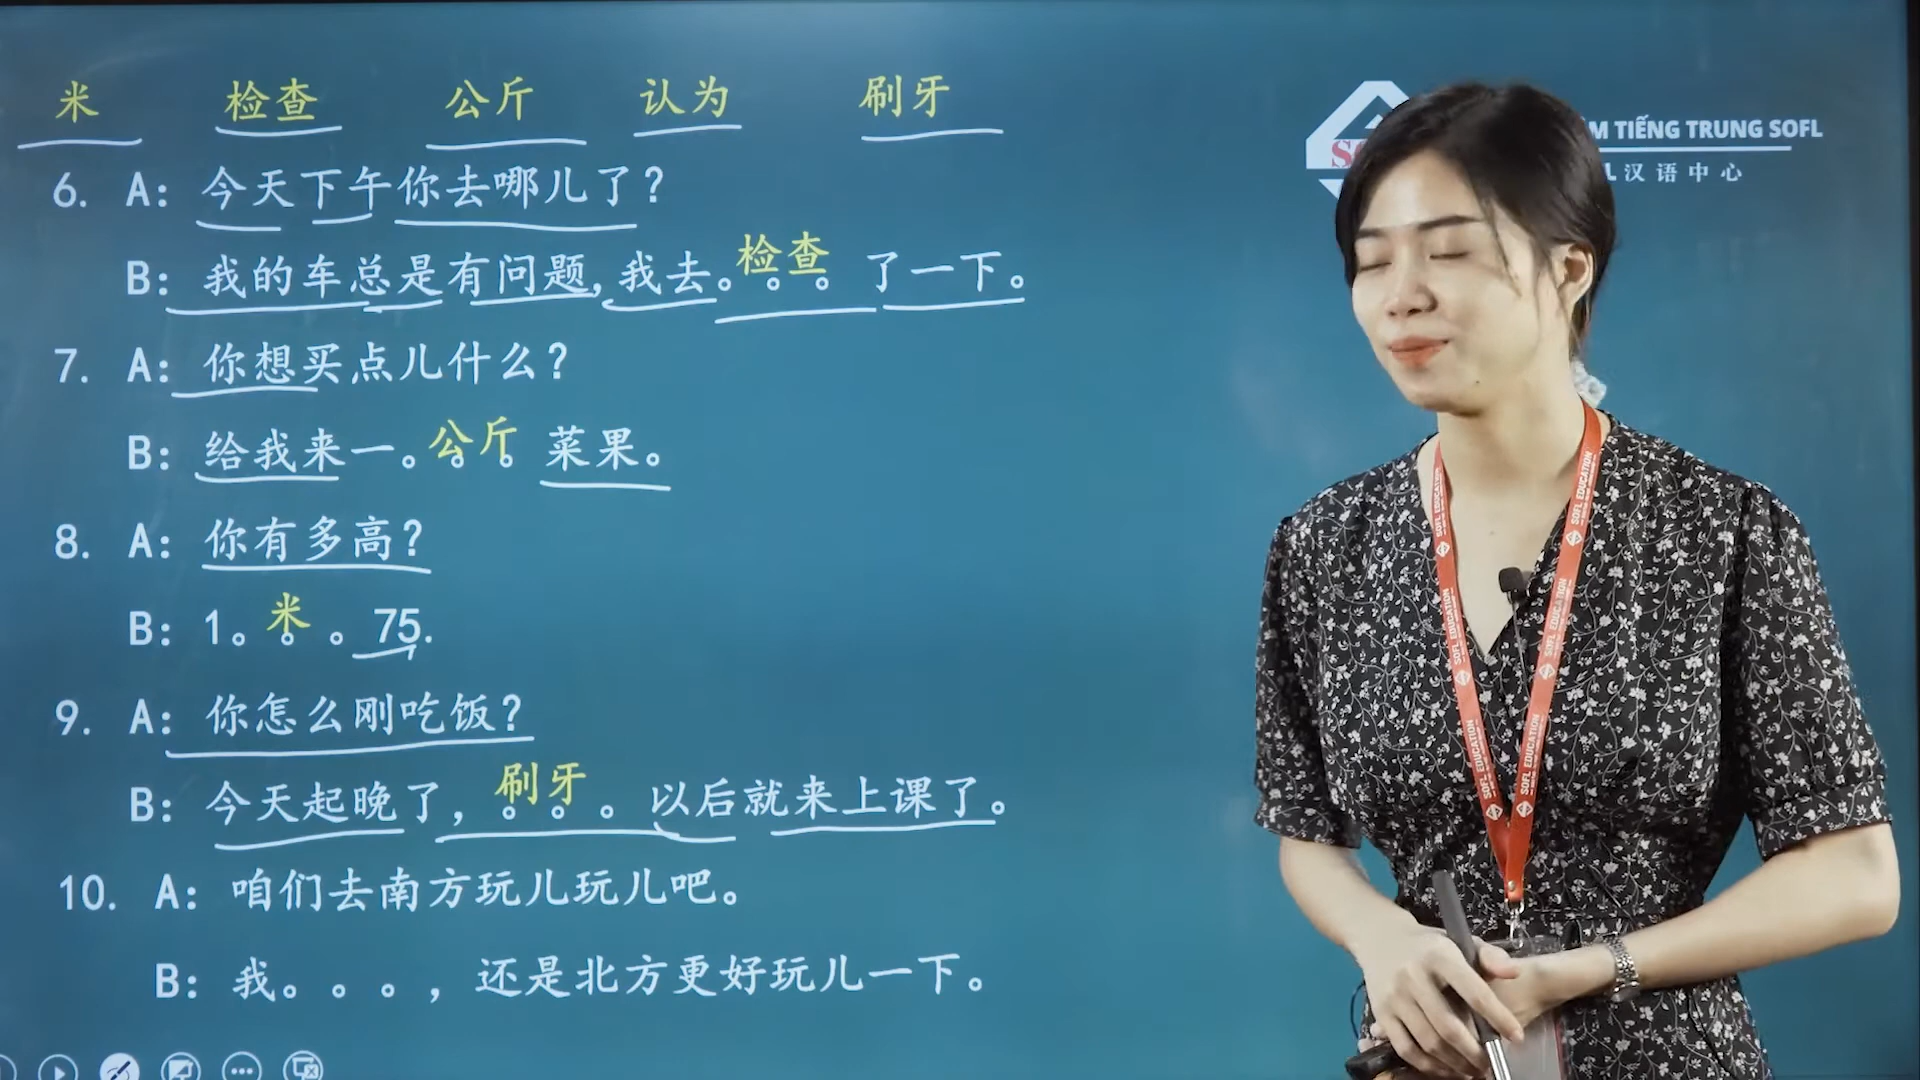 米 检查 公斤 认为 刷牙
6. A：今天下午你去哪儿了？
B：我的车总是有问题，我去。检查。。。了一下。
7. A：你想买点儿什么？
B：给我来一。公斤。。菜果。
8. A：你有多高？
B：1。米。。75.
9. A：你怎么刚吃饭？
B：今天起晚了，刷牙。。。以后就来上课了。
10. A：咱们去南方玩儿玩儿吧。
B：我。。。，还是北方更好玩儿一下。
TIẾNG TRUNG SOFL
汉语中心
SOFL EDUCATION
SOFL EDUCATION